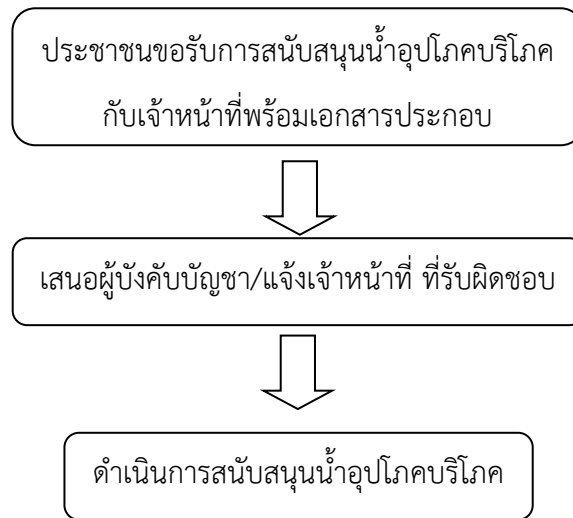 ประชาชนขอรับการสนับสนุนน้ำอุปโภคบริโภค
กับเจ้าหน้าที่พร้อมเอกสารประกอบ
เสนอผู้บังคับบัญชา/แจ้งเจ้าหน้าที่ ที่รับผิดชอบ
ดำเนินการสนับสนุนน้ำอุปโภคบริโภค